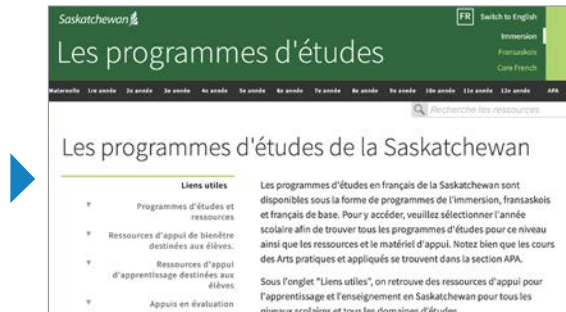 Saskatchewan
FR Switch to English
Immersion
Fransaskois
Core French
Les programmes d'études
Maternelle 1re année 2e année 3e année 4e année 5e année 6e année 7e année 8e année 9e année 10e année 11e année 12e année APA
Recherche les ressources
Les programmes d'études de la Saskatchewan
Liens utiles
Programmes d'études et
ressources
Ressources d'appui de bienêtre
destinées aux élèves.
Ressources d'appui
d'apprentissage destinées aux
élèves
Appuis en évaluation
Les programmes d'études en français de la Saskatchewan sont
disponibles sous la forme de programmes de l'immersion, fransaskois
et français de base. Pour y accéder, veuillez sélectionner l'année
scolaire afin de trouver tous les programmes d'études pour ce niveau
ainsi que les ressources et le matériel d'appui. Notez bien que les cours
des Arts pratiques et appliqués se trouvent dans la section APA.
Sous l'onglet "Liens utiles", on retrouve des ressources d'appui pour
l'apprentissage et l'enseignement en Saskatchewan pour tous les
niveaux scolaires et tous les domaines d'études.